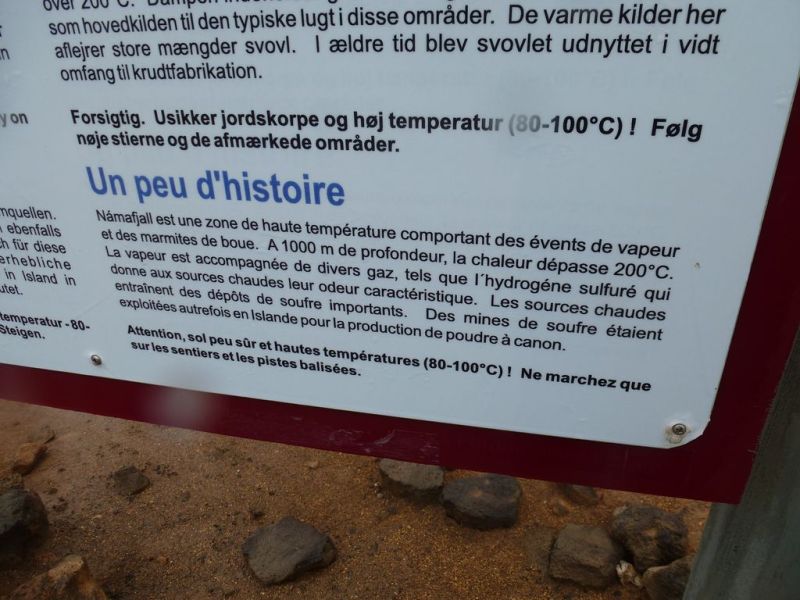 over 200°C.
som hovedkilden til den typiske lugt i disse områder. De varme kilder her
aflejrer store mængder svovl. I ældre tid blev svovlet udnyttet i vidt
omfang til krudtfabrikation.
Forsigtig. Usikker jordskorpe og høj temperatur (80-100°C) ! Følg
nøje stierne og de afmærkede områder.
y on
Un peu d'histoire
Námafjall est une zone de haute température comportant des évents de vapeur
et des marmites de boue. A 1000 m de profondeur, la chaleur dépasse 200°C.
La vapeur est accompagnée de divers gaz, tels que l´hydrogéne sulfuré qui
donne aux sources chaudes leur odeur caractéristique. Les sources chaudes
entraînent des dépôts de soufre importants. Des mines de soufre étaient
exploitées autrefois en Islande pour la production de poudre à canon.
Attention, sol peu sûr et hautes températures (80-100°C) ! Ne marchez que
sur les sentiers et les pistes balisées.
mquellen.
ebenfalls
ch für diese
erhebliche
in Island in
utet.
temperatur - 80-
Steigen.